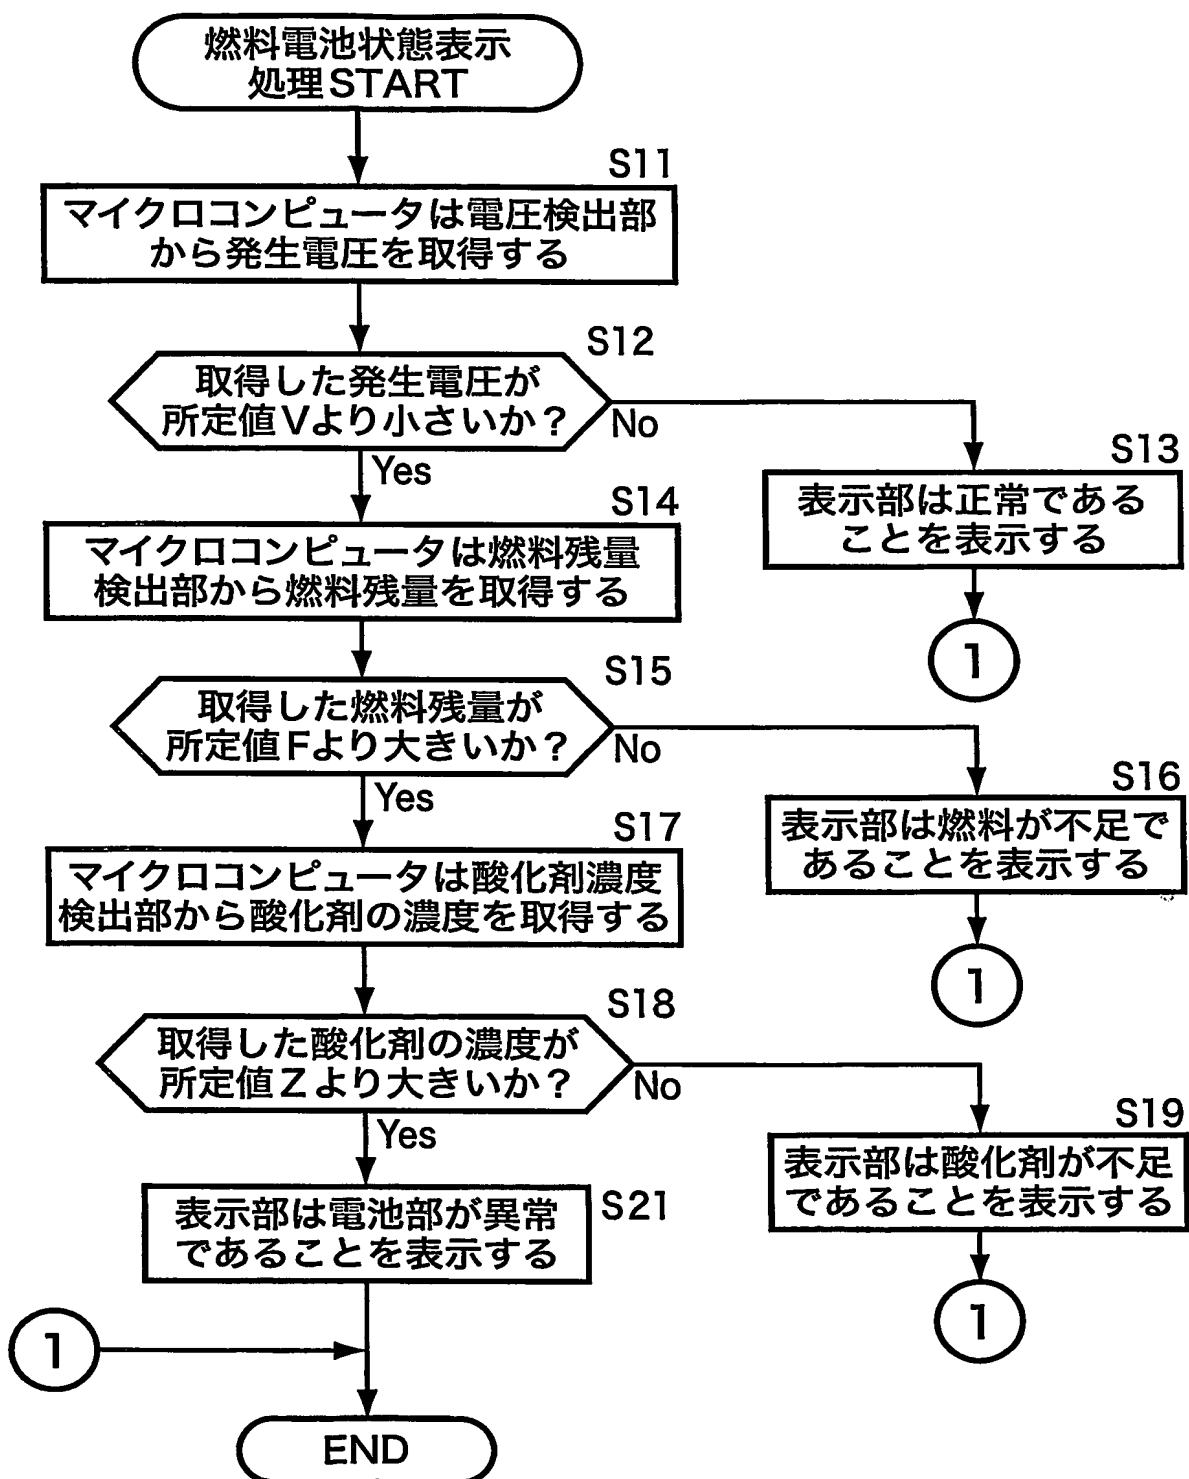 燃料電池状態表示
処理START
S11
マイクロコンピュータは電圧検出部
から発生電圧を取得する
S12
取得した発生電圧が
所定値Vより小さいか?
No
Yes
S13
表示部は正常である
ことを表示する
1
S14
マイクロコンピュータは燃料残量
検出部から燃料残量を取得する
S15
取得した燃料残量が
所定値Fより大きいか?
No
Yes
S16
表示部は燃料が不足で
あることを表示する
1
S17
マイクロコンピュータは酸化剤濃度
検出部から酸化剤の濃度を取得する
S18
取得した酸化剤の濃度が
所定値Zより大きいか?
No
Yes
S19
表示部は酸化剤が不足
であることを表示する
1
S21
表示部は電池部が異常
であることを表示する
1
END